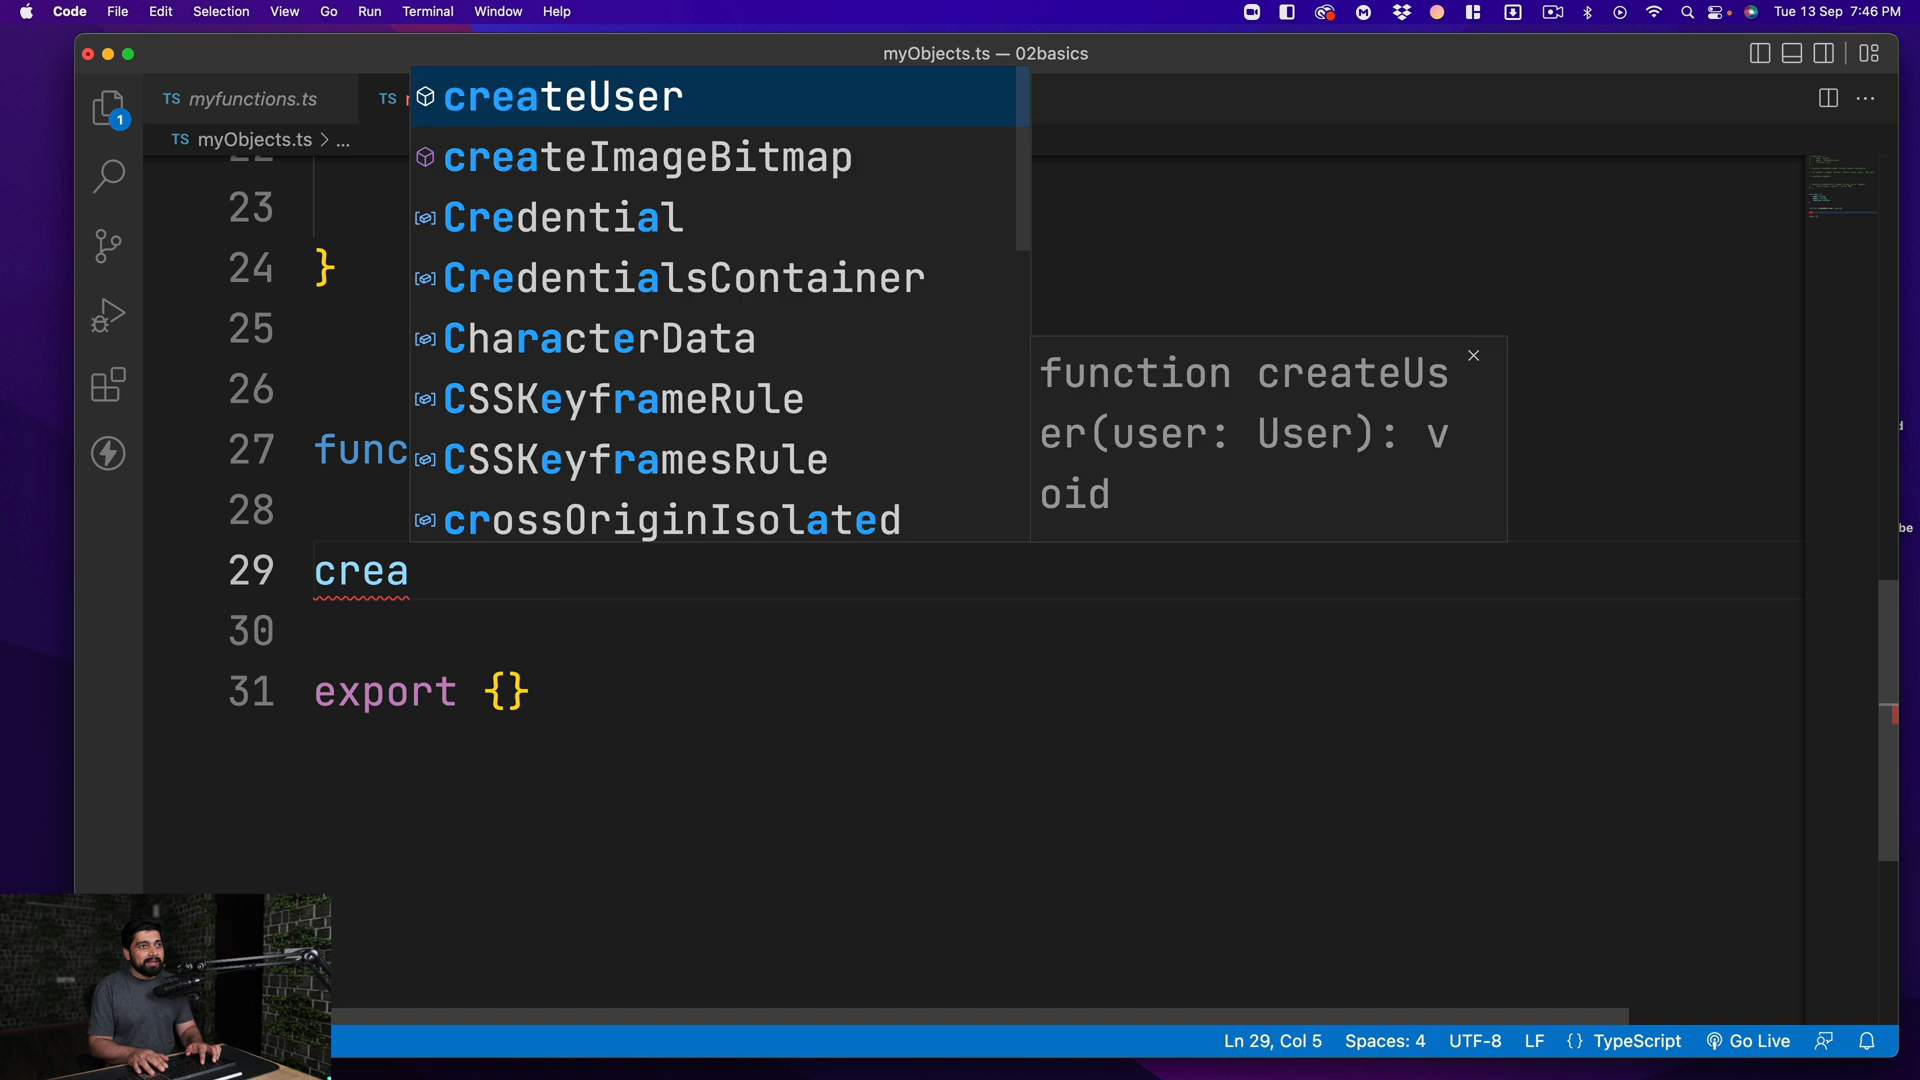 Code File Edit Selection View Go Run Terminal Window Help Tue 13 Sep 7:46 PM
myObjects.ts — 02basics
TS myfunctions.ts TS
TS myObjects.ts > ...
1
createUser
createImageBitmap
Credential
CredentialsContainer
CharacterData
CSSKeyframeRule
CSSKeyframesRule
crossOriginIsolated
function createUs
er(user: User): v
oid
23
24 }
25
26
27 func
28
29 crea
30
31 export {}
Ln 29, Col 5 Spaces: 4 UTF-8 LF {} TypeScript Go Live